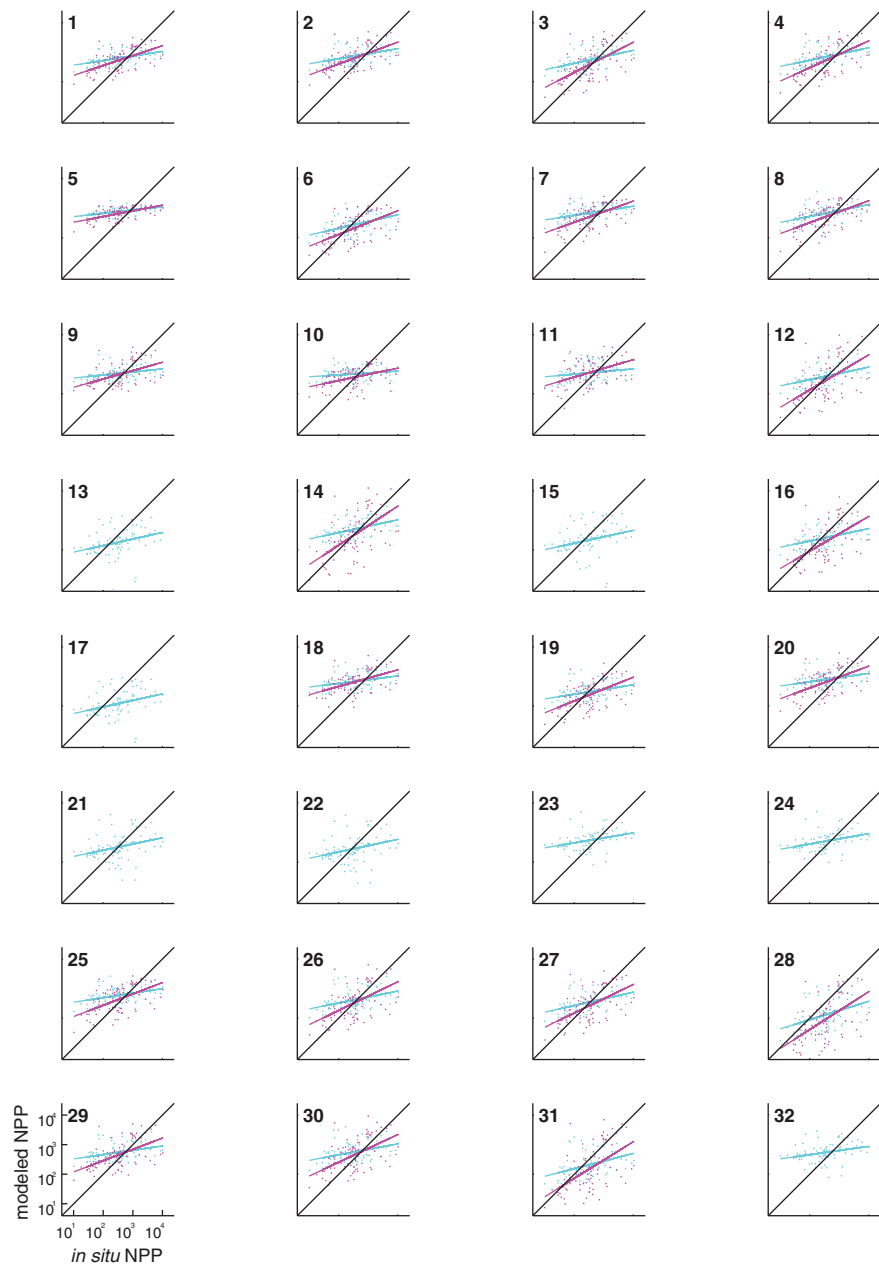 1 2 3 4
5 6 7 8
9 10 11 12
13 14 15 16
17 18 19 20
21 22 23 24
25 26 27 28
29 30 31 32
modeled NPP
10⁴
10³
10²
10¹
10¹ 10² 10³ 10⁴
in situ NPP